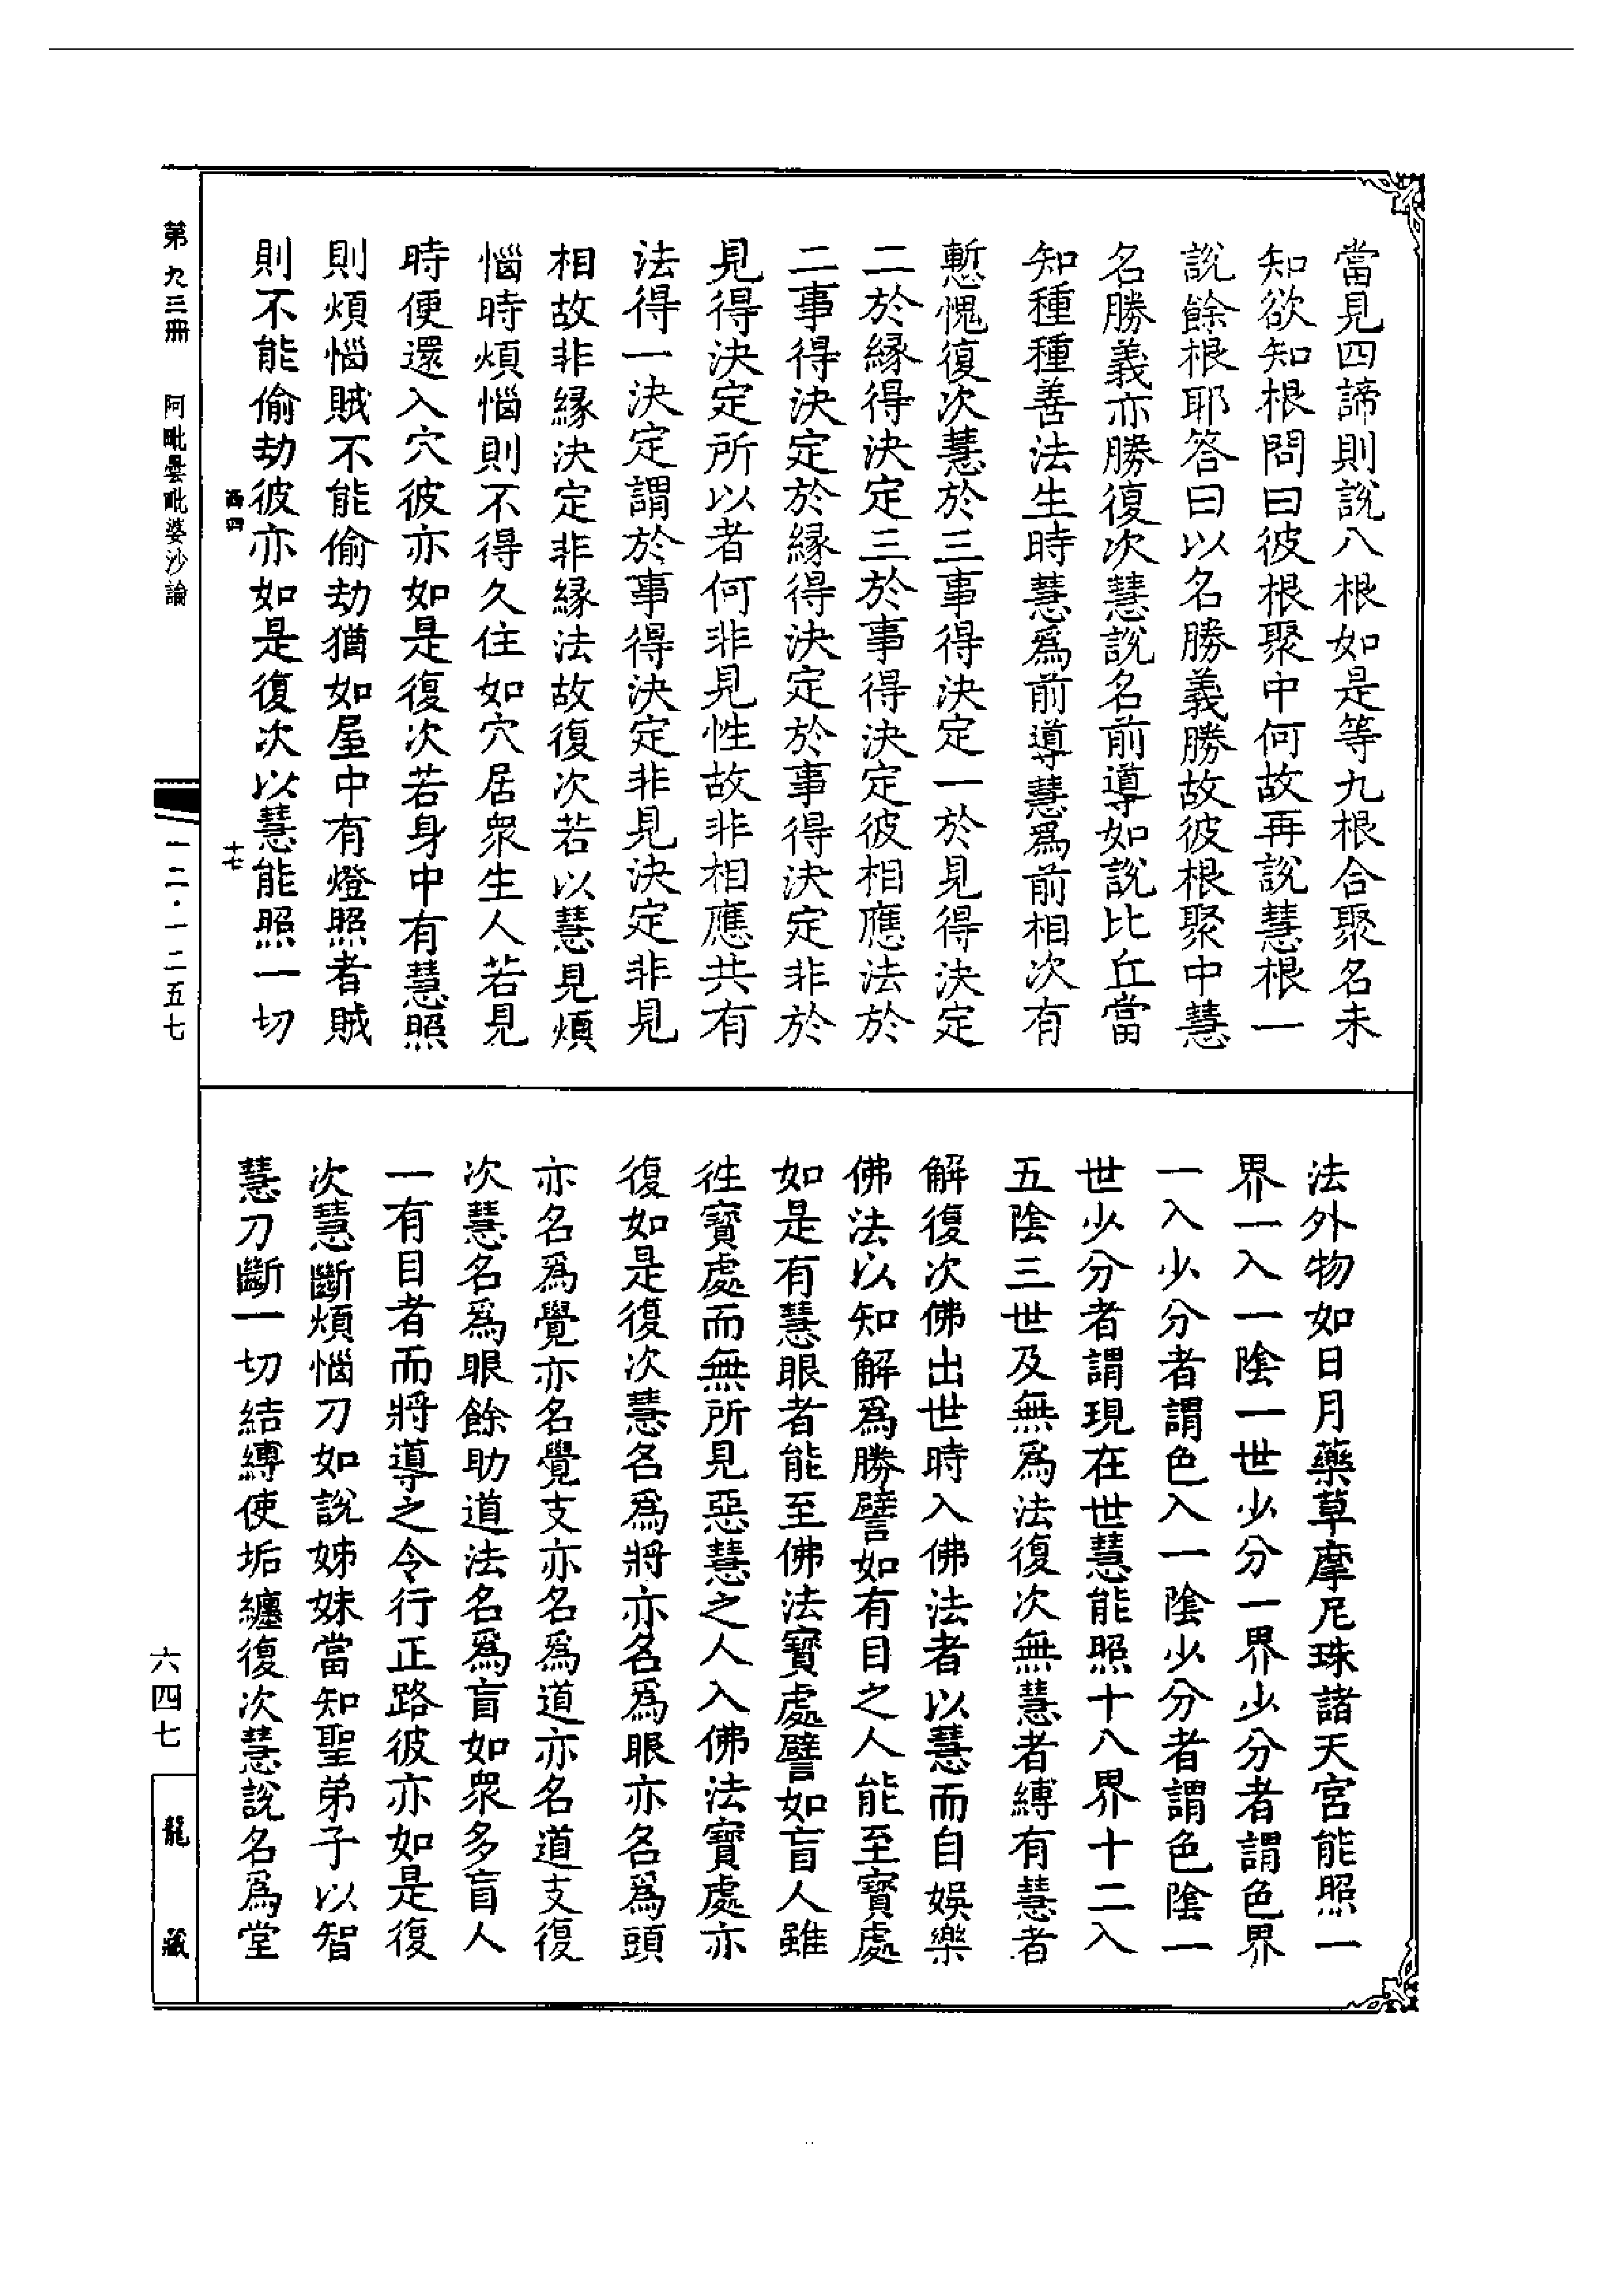 當見四諦則說八根如是等九根合聚名未
知欲知根問曰彼根聚中何故再說慧根一
說餘根耶答曰以名勝義勝故彼根聚中慧
名勝義亦勝復次慧說名前導如說比丘當
知種種善法生時慧爲前導慧爲前相次有
慙愧復次慧於三事得決定一於見得決定
二於緣得決定三於事得決定彼相應法於
二事得決定於緣得決定於事得決定非於
見得決定所以者何非見性故非相應共有
法得一決定謂於事得決定非見決定非見
相故非緣決定非緣法故復次若以慧見煩
惱時煩惱則不得久住如穴居衆生人若見
時便還入穴彼亦如是復次若身中有慧照
則煩惱賊不能偷劫猶如屋中有燈照者賊
則不能偷劫彼亦如是復次以慧能照一切
西四
十七
法外物如日月藥草摩尼珠諸天宮能照一
界一入一陰一世少分一界少分者謂色界
一入少分者謂色入一陰少分者謂色陰一
世少分者謂現在世慧能照十八界十二入
五陰三世及無爲法復次無慧者縛有慧者
解復次佛出世時入佛法者以慧而自娛樂
佛法以知解爲勝譬如有目之人能至寶處
如是有慧眼者能至佛法寶處譬如盲人雖
徃寶處而無所見惡慧之人入佛法寶處亦
復如是復次慧名爲將亦名爲眼亦名爲頭
亦名爲覺亦名覺支亦名爲道亦名道支復
次慧名爲眼餘助道法名爲盲如衆多盲人
一有目者而將導之令行正路彼亦如是復
次慧斷煩惱刀如說姊妹當知聖弟子以智
慧刀斷一切結縛使垢纏復次慧說名爲堂
第九三冊 阿毗曇毗婆沙論
一二·一二五七
六四七
龍藏